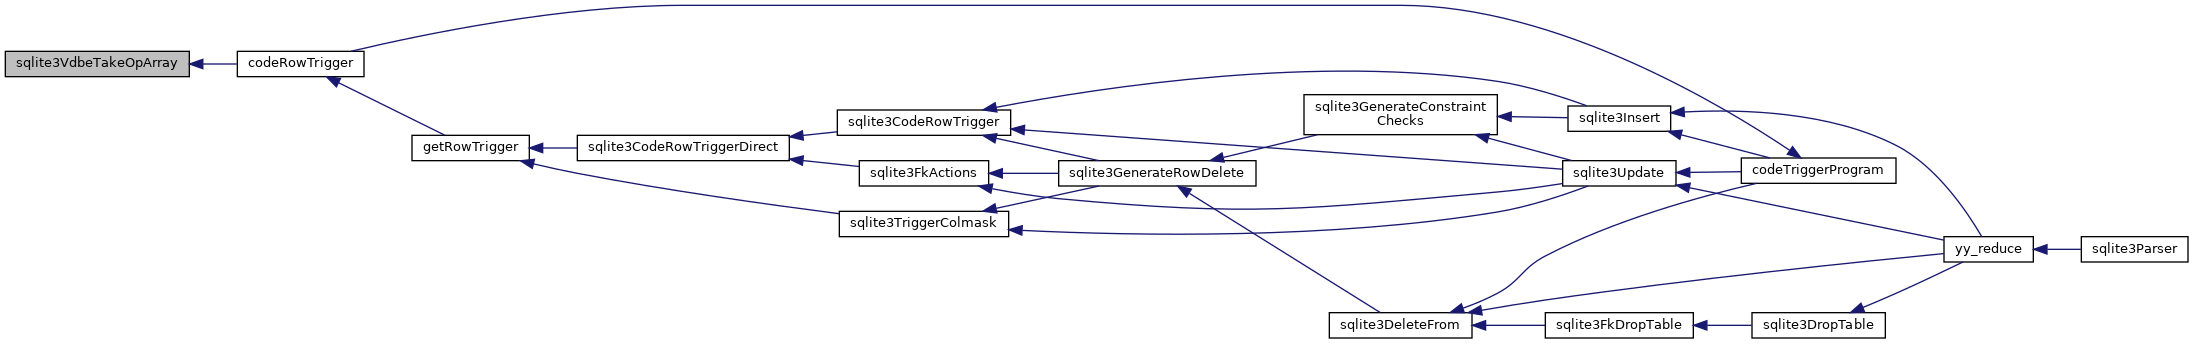 sqlite3VdbeTakeOpArray
codeRowTrigger
getRowTrigger
sqlite3CodeRowTriggerDirect
sqlite3CodeRowTrigger
sqlite3FkActions
sqlite3TriggerColmask
sqlite3GenerateRowDelete
sqlite3GenerateConstraint
Checks
sqlite3DeleteFrom
sqlite3Insert
sqlite3Update
sqlite3FkDropTable
codeTriggerProgram
sqlite3DropTable
yy_reduce
sqlite3Parser